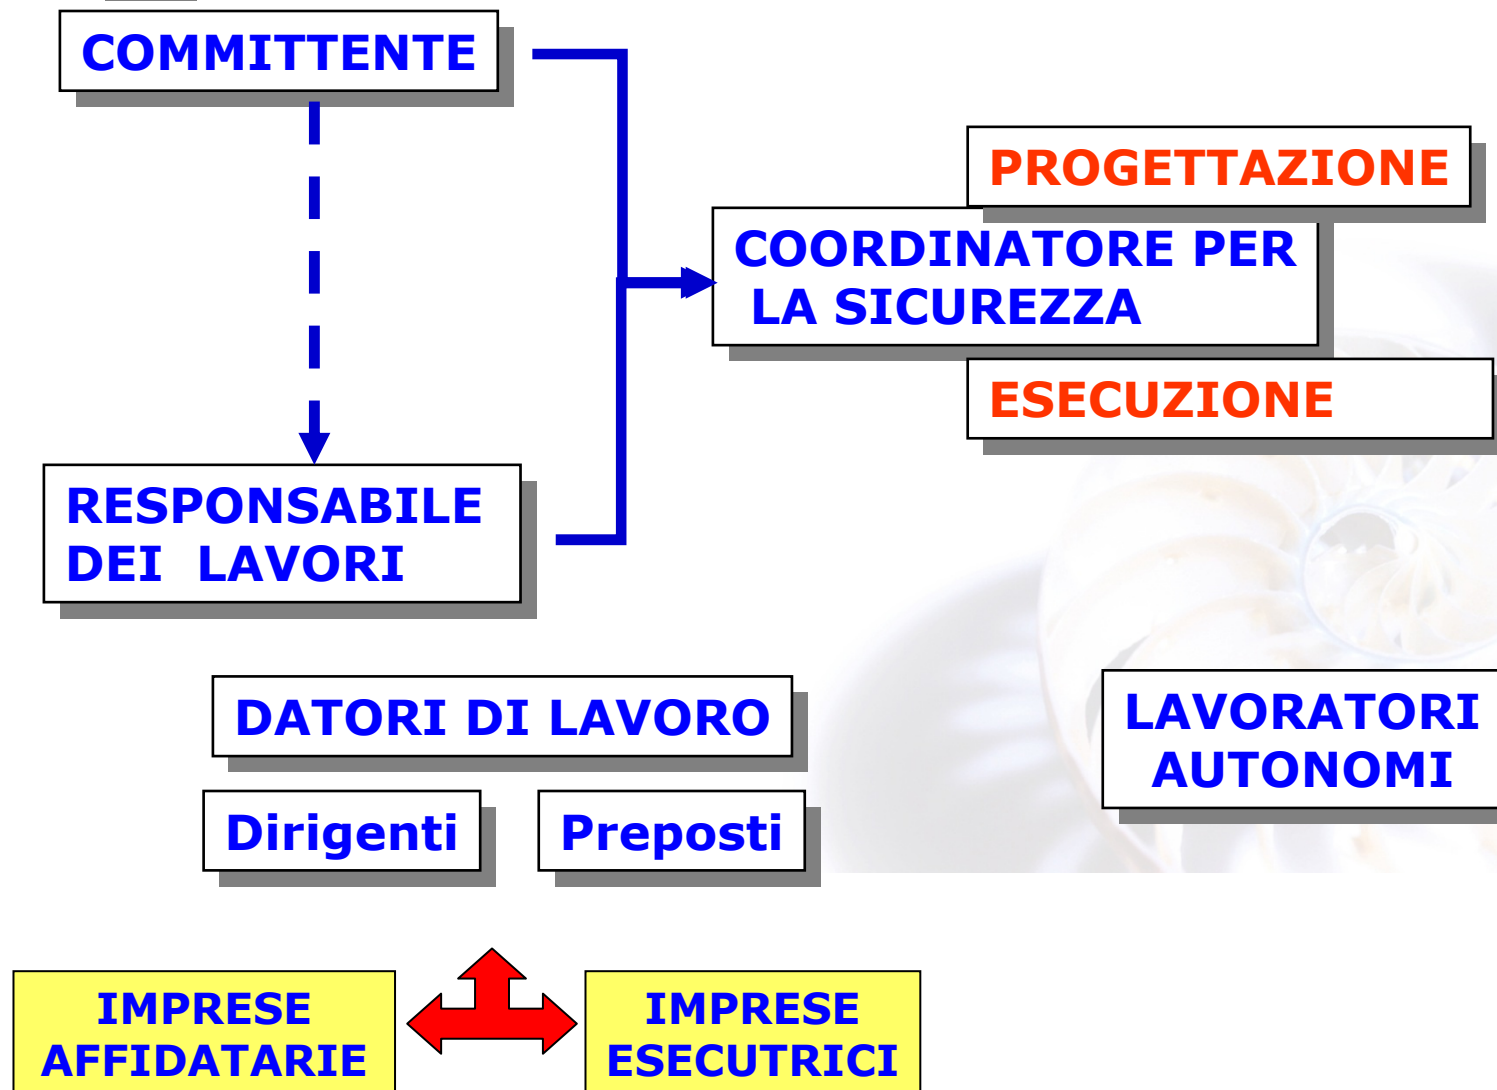 COMMITTENTE
PROGETTAZIONE
COORDINATORE PER
LA SICUREZZA
ESECUZIONE
RESPONSABILE
DEI LAVORI
DATORI DI LAVORO
LAVORATORI
AUTONOMI
Dirigenti
Preposti
IMPRESE
AFFIDATARIE
IMPRESE
ESECUTRICI